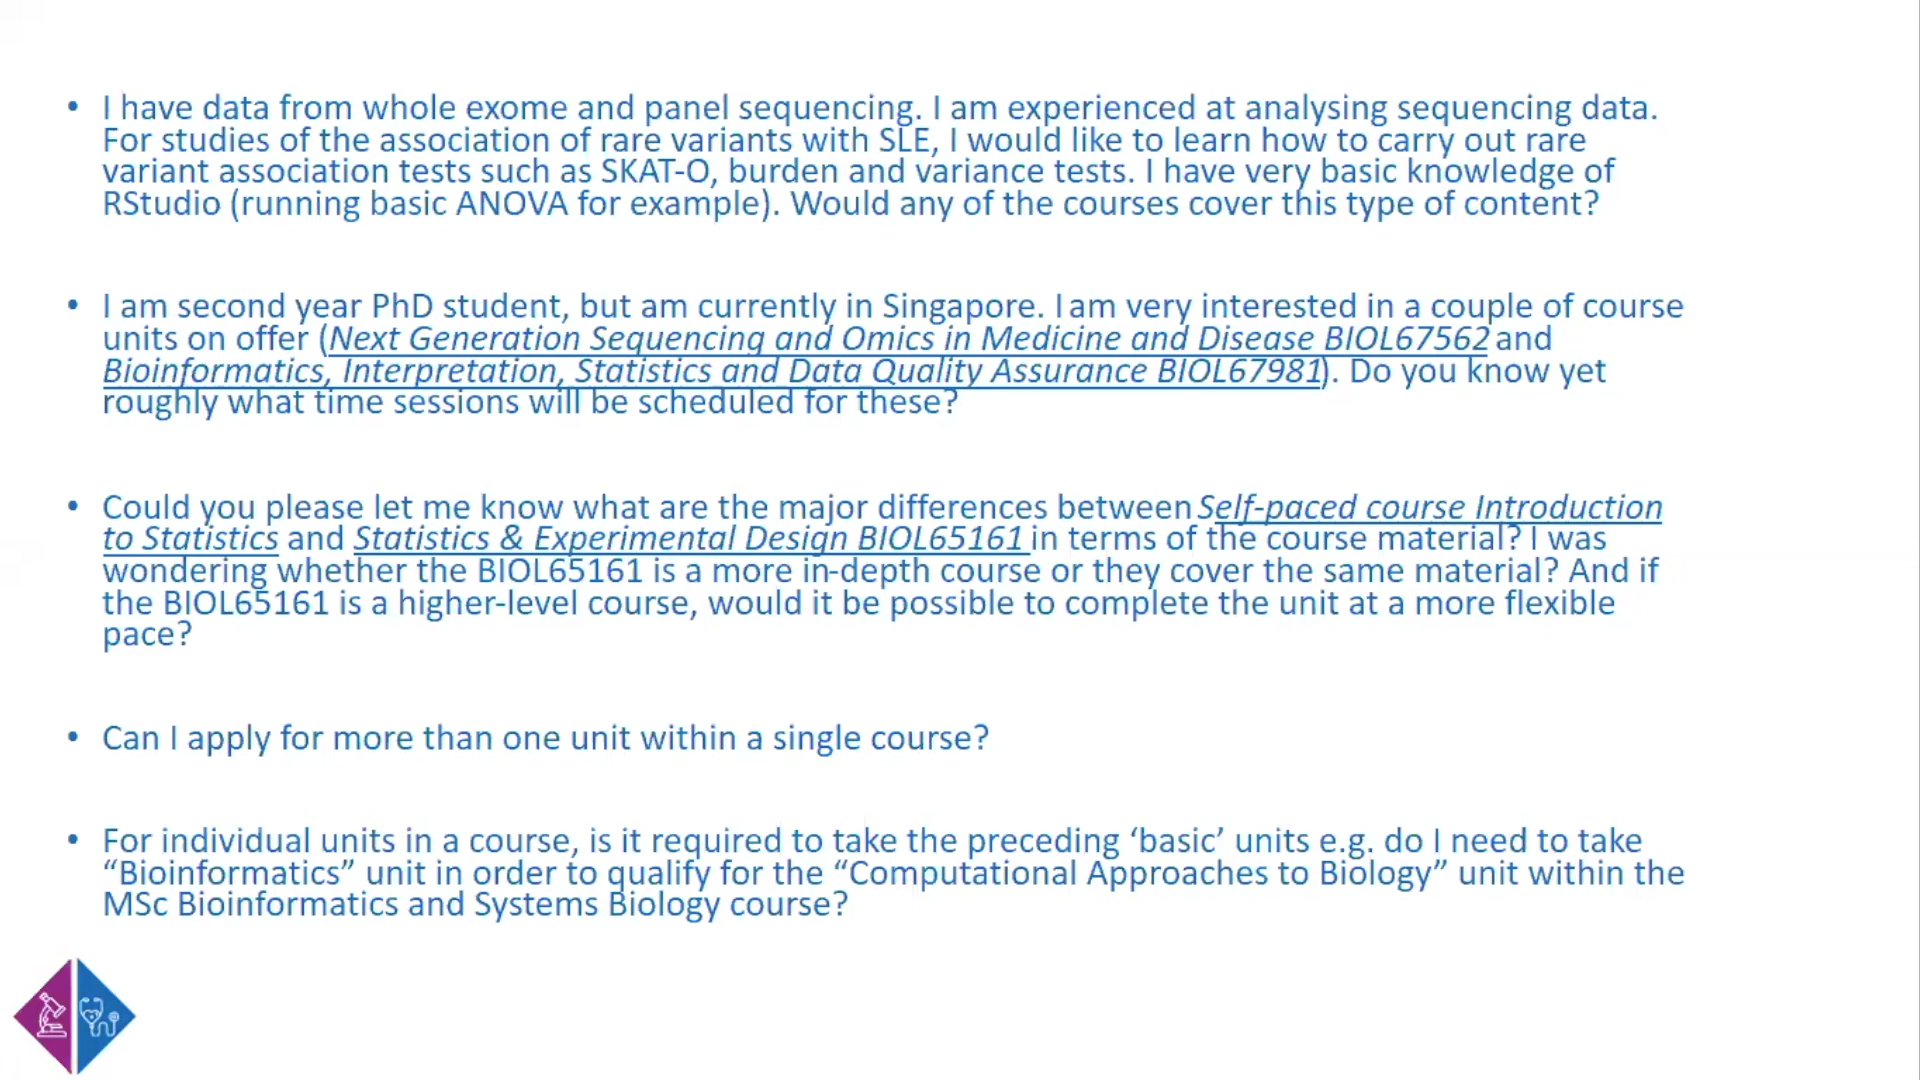 • I have data from whole exome and panel sequencing. I am experienced at analysing sequencing data.
For studies of the association of rare variants with SLE, I would like to learn how to carry out rare
variant association tests such as SKAT-O, burden and variance tests. I have very basic knowledge of
RStudio (running basic ANOVA for example). Would any of the courses cover this type of content?
• I am second year PhD student, but am currently in Singapore. I am very interested in a couple of course
units on offer (Next Generation Sequencing and Omics in Medicine and Disease BIOL67562 and
Bioinformatics, Interpretation, Statistics and Data Quality Assurance BIOL67981). Do you know yet
roughly what time sessions will be scheduled for these?
• Could you please let me know what are the major differences between Self-paced course Introduction
to Statistics and Statistics & Experimental Design BIOL65161 in terms of the course material? I was
wondering whether the BIOL65161 is a more in-depth course or they cover the same material? And if
the BIOL65161 is a higher-level course, would it be possible to complete the unit at a more flexible
pace?
• Can I apply for more than one unit within a single course?
• For individual units in a course, is it required to take the preceding ‘basic’ units e.g. do I need to take
“Bioinformatics” unit in order to qualify for the “Computational Approaches to Biology” unit within the
MSc Bioinformatics and Systems Biology course?